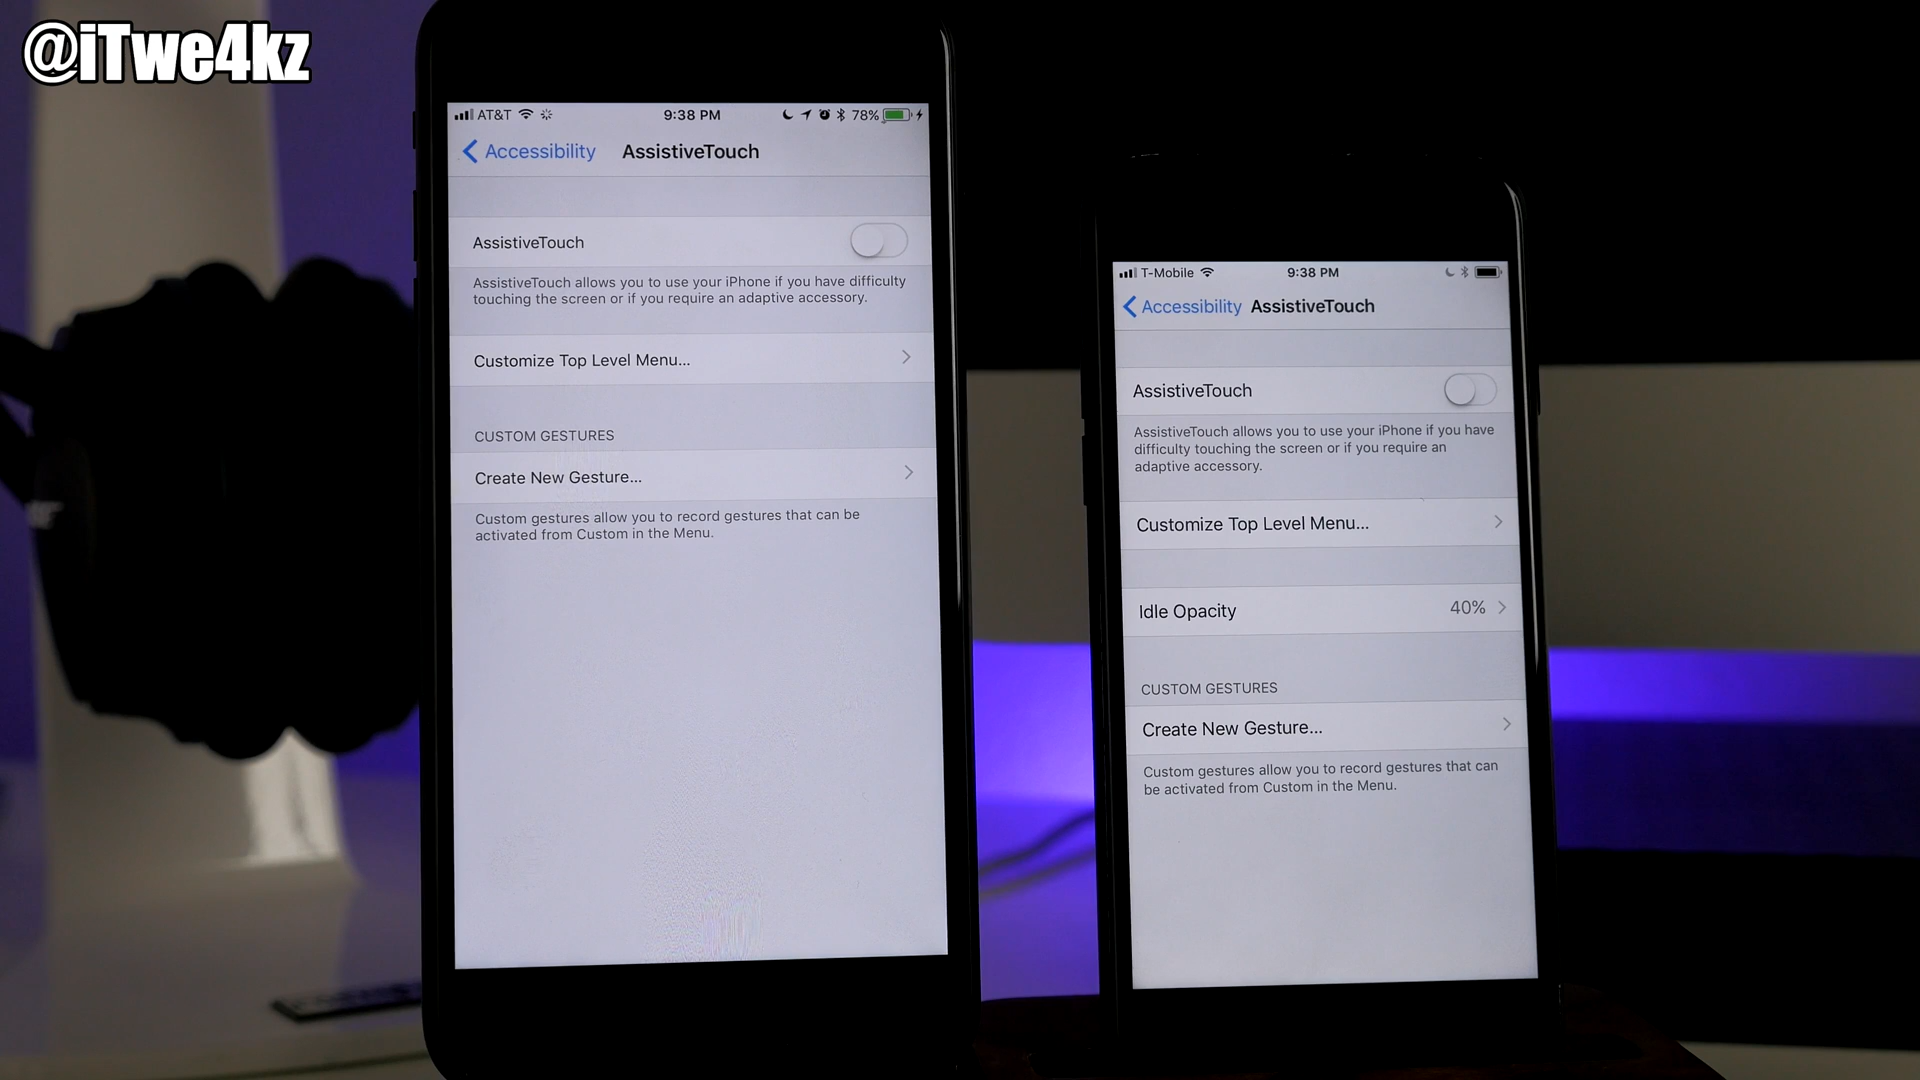 @iTwe4kz
AT&T 9:38 PM 78%
Accessibility AssistiveTouch
AssistiveTouch
AssistiveTouch allows you to use your iPhone if you have difficulty
touching the screen or if you require an adaptive accessory.
Customize Top Level Menu...
CUSTOM GESTURES
Create New Gesture...
Custom gestures allow you to record gestures that can be
activated from Custom in the Menu.
T-Mobile 9:38 PM
Accessibility AssistiveTouch
AssistiveTouch
AssistiveTouch allows you to use your iPhone if you have
difficulty touching the screen or if you require an
adaptive accessory.
Customize Top Level Menu...
Idle Opacity 40%
CUSTOM GESTURES
Create New Gesture...
Custom gestures allow you to record gestures that can
be activated from Custom in the Menu.